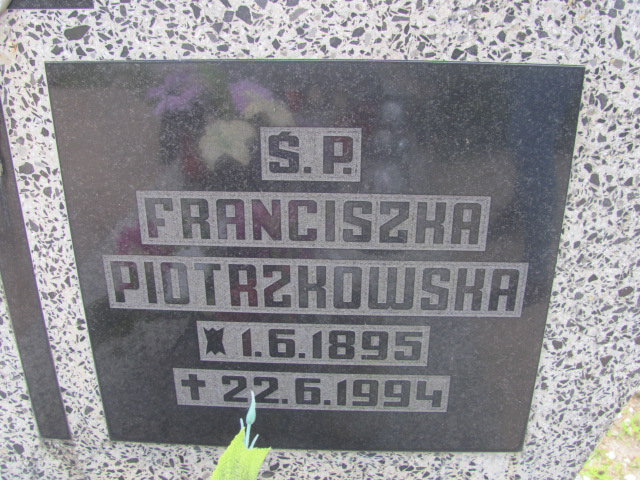 Ś.P.
FRANCISZKA
PIOTRZKOWSKA
* 1.6.1895
✝ 22.6.1994